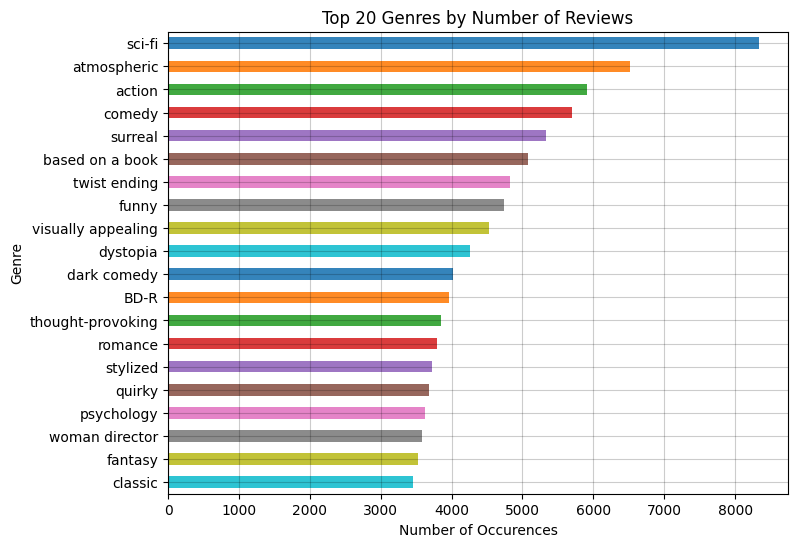 Top 20 Genres by Number of Reviews
sci-fi
atmospheric
action
comedy
surreal
based on a book
twist ending
funny
visually appealing
dystopia
dark comedy
BD-R
thought-provoking
romance
stylized
quirky
psychology
woman director
fantasy
classic
Genre
0 1000 2000 3000 4000 5000 6000 7000 8000
Number of Occurences